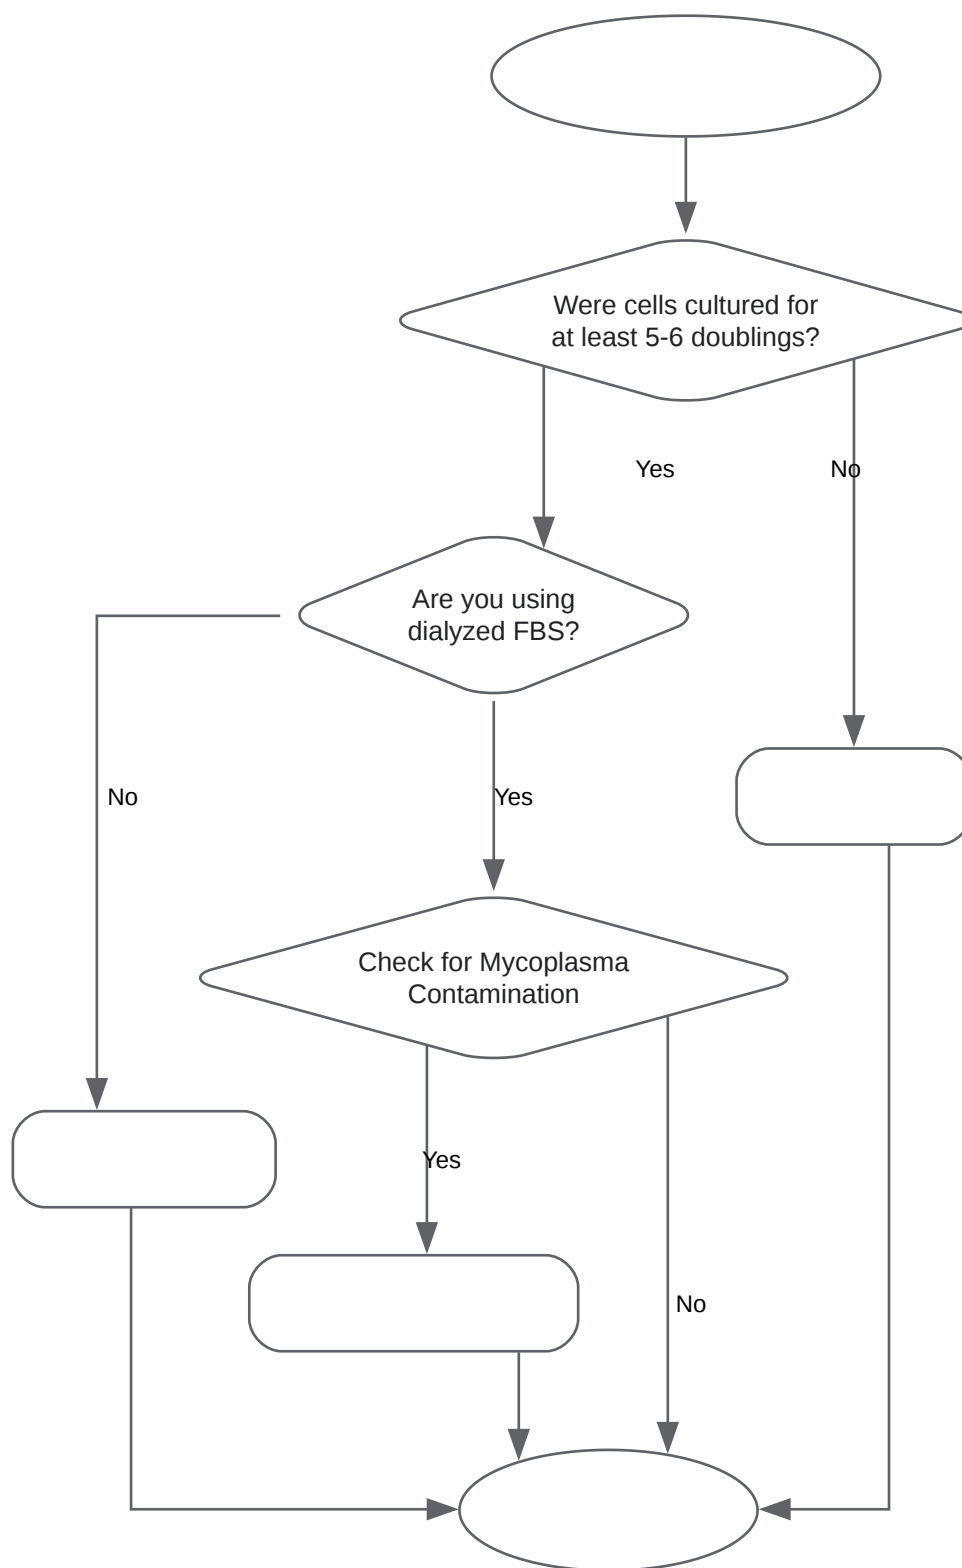 Were cells cultured for
at least 5-6 doublings?
Yes
No
Are you using
dialyzed FBS?
No
Yes
Check for Mycoplasma
Contamination
Yes
No